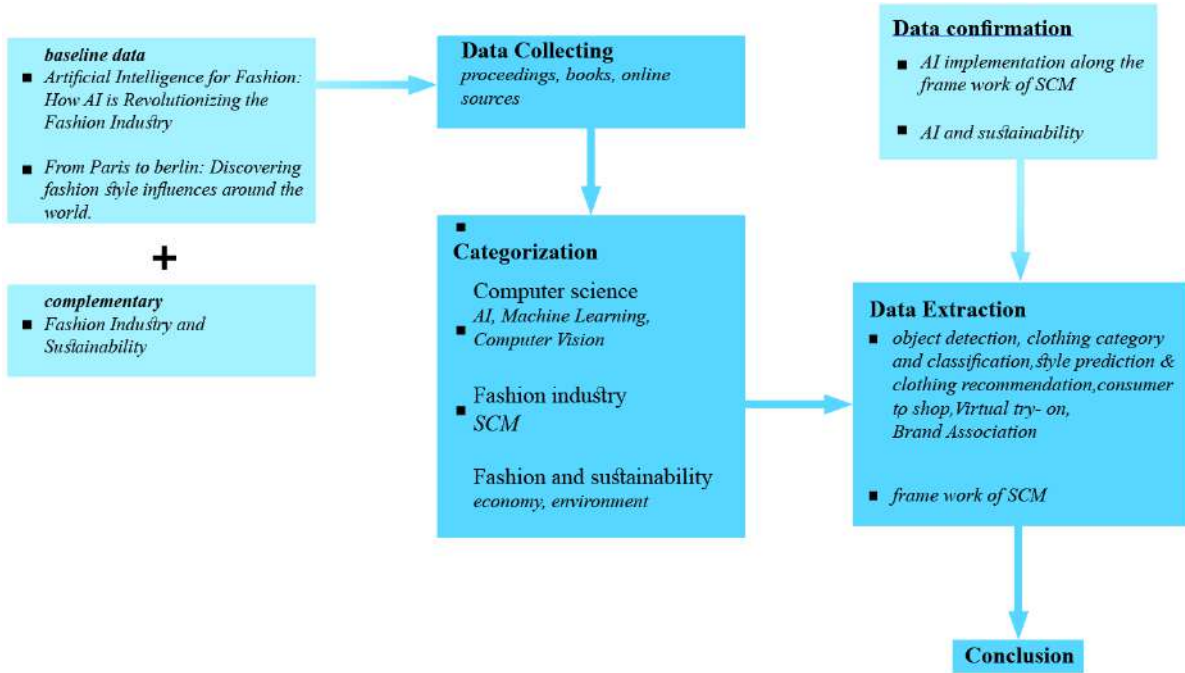 baseline data
Artificial Intelligence for Fashion:
How AI is Revolutionizing the
Fashion Industry
From Paris to berlin: Discovering
fashion style influences around the
world.
+
complementary
Fashion Industry and
Sustainability
Data Collecting
proceedings, books, online
sources
Categorization
Computer science
AI, Machine Learning,
Computer Vision
Fashion industry
SCM
Fashion and sustainability
economy, environment
Data confirmation
AI implementation along the
frame work of SCM
AI and sustainability
Data Extraction
object detection, clothing category
and classification,style prediction &
clothing recommendation,consumer
to shop,Virtual try- on,
Brand Association
frame work of SCM
Conclusion